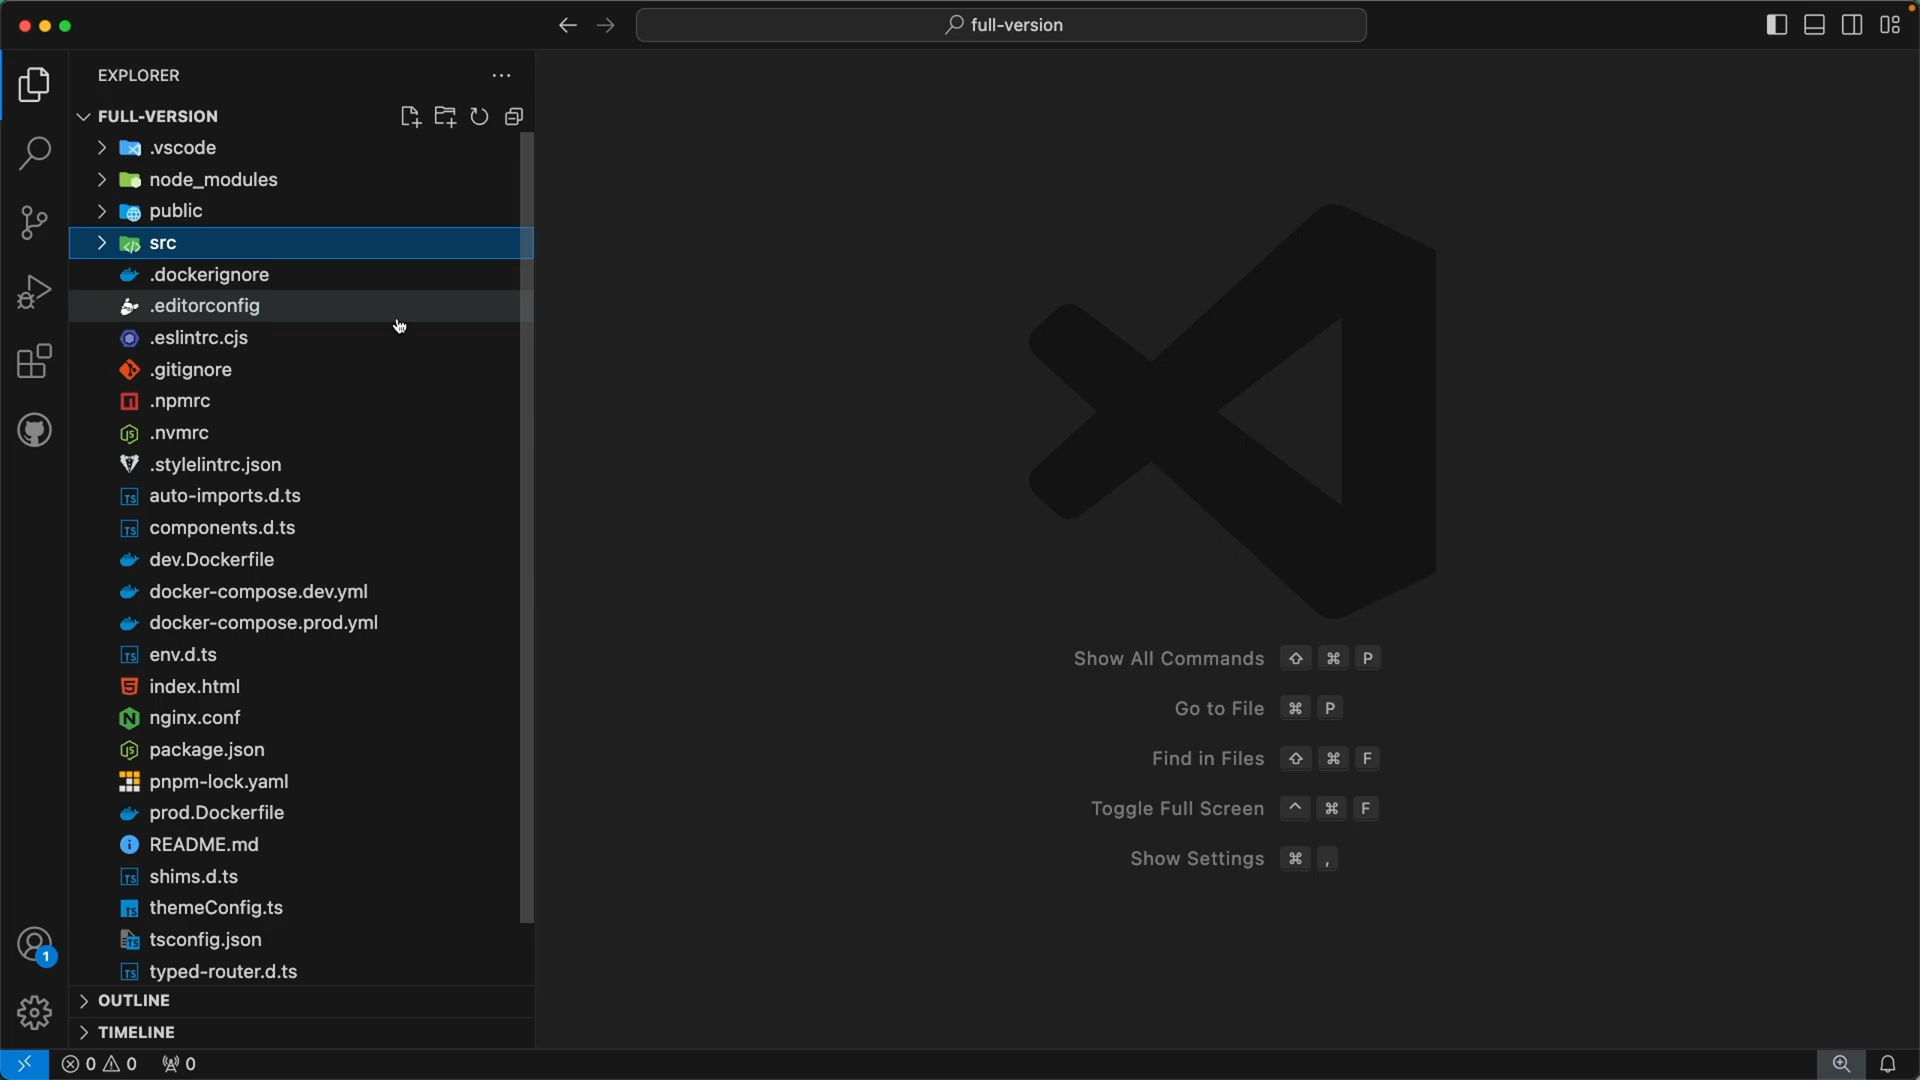 full-version
EXPLORER
FULL-VERSION
.vscode
node_modules
public
src
.dockerignore
.editorconfig
.eslintrc.cjs
.gitignore
.npmrc
.nvmrc
.stylelintrc.json
auto-imports.d.ts
components.d.ts
dev.Dockerfile
docker-compose.dev.yml
docker-compose.prod.yml
env.d.ts
index.html
nginx.conf
package.json
pnpm-lock.yaml
prod.Dockerfile
README.md
shims.d.ts
themeConfig.ts
tsconfig.json
typed-router.d.ts
OUTLINE
TIMELINE
1
0 0 0
Show All Commands ⇧ ⌘ P
Go to File ⌘ P
Find in Files ⇧ ⌘ F
Toggle Full Screen ^ ⌘ F
Show Settings ⌘ ,